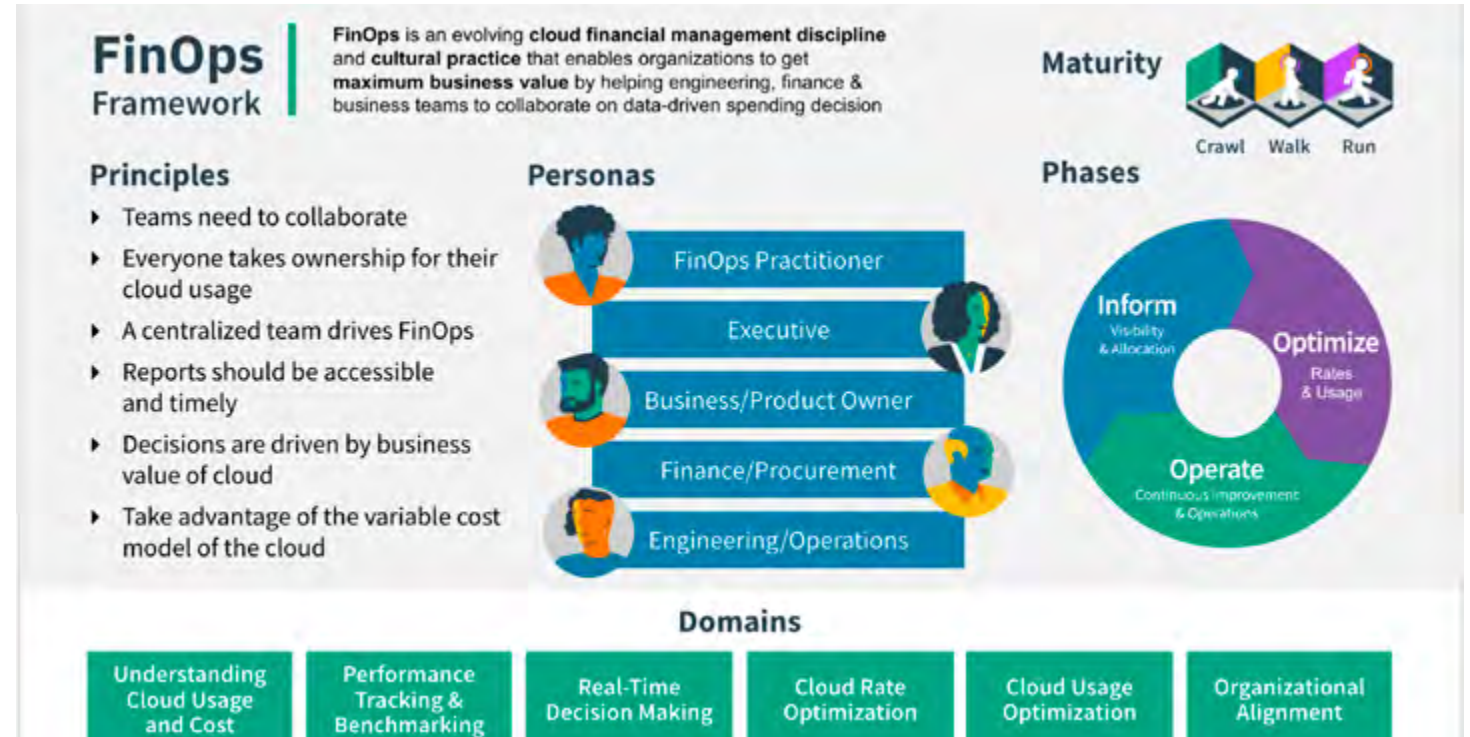 FinOps
Framework
FinOps is an evolving cloud financial management discipline
and cultural practice that enables organizations to get
maximum business value by helping engineering, finance &
business teams to collaborate on data-driven spending decision
Maturity
Crawl Walk Run
Principles
Teams need to collaborate
Everyone takes ownership for their
cloud usage
A centralized team drives FinOps
Reports should be accessible
and timely
Decisions are driven by business
value of cloud
Take advantage of the variable cost
model of the cloud
Personas
FinOps Practitioner
Executive
Business/Product Owner
Finance/Procurement
Engineering/Operations
Phases
Inform
Visibility
& Allocation
Optimize
Rates
& Usage
Operate
Continuous Improvement
& Operations
Domains
Understanding
Cloud Usage
and Cost
Performance
Tracking &
Benchmarking
Real-Time
Decision Making
Cloud Rate
Optimization
Cloud Usage
Optimization
Organizational
Alignment